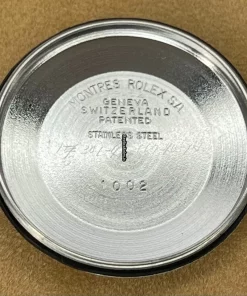 MONTRES ROLEX S.A.
GENEVA
SWITZERLAND
PATENTED
STAINLESS STEEL
1002